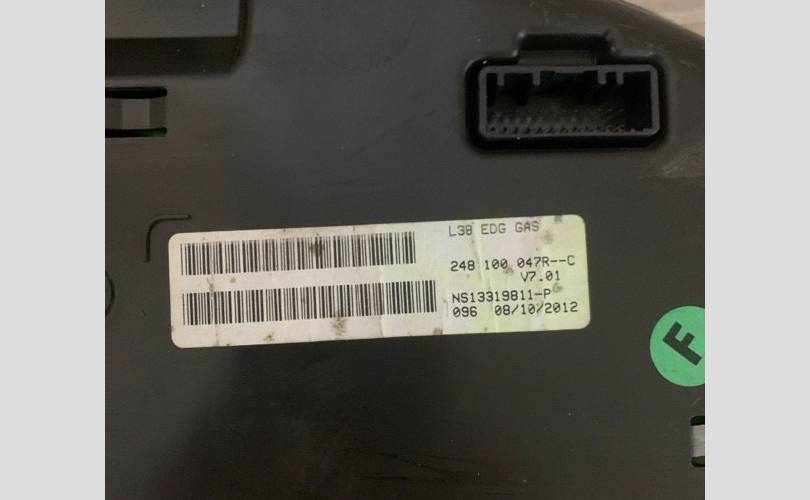 L38 EDG GAS
248 100 047R--C
V7.01
NS13319811-P
096 08/10/2012
F